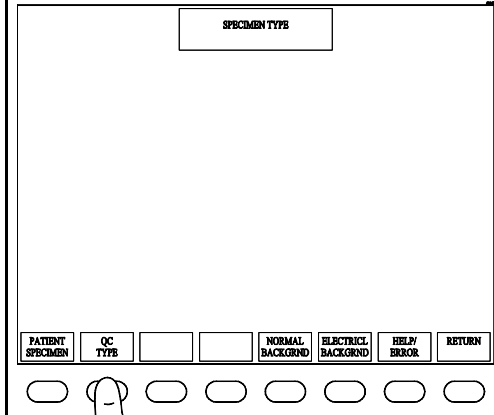 SPECIMEN TYPE
PATIENT SPECIMEN
QC TYPE
NORMAL BACKGRND
ELECTRICL BACKGRND
HELP/ ERROR
RETURN